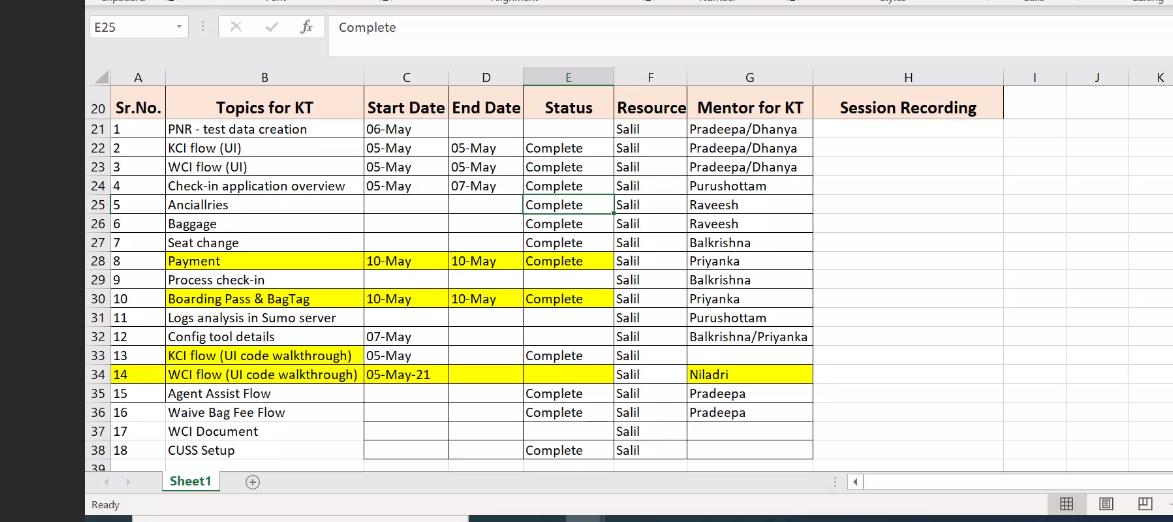 E25 fx Complete
A B C D E F G H I J K
20 Sr.No. Topics for KT Start Date End Date Status Resource Mentor for KT Session Recording
21 1 PNR - test data creation 06-May Salil Pradeepa/Dhanya
22 2 KCI flow (UI) 05-May 05-May Complete Salil Pradeepa/Dhanya
23 3 WCI flow (UI) 05-May 05-May Complete Salil Pradeepa/Dhanya
24 4 Check-in application overview 05-May 07-May Complete Salil Purushottam
25 5 Anciallries Complete Salil Raveesh
26 6 Baggage Complete Salil Raveesh
27 7 Seat change Complete Salil Balkrishna
28 8 Payment 10-May 10-May Complete Salil Priyanka
29 9 Process check-in Salil Balkrishna
30 10 Boarding Pass & BagTag 10-May 10-May Complete Salil Priyanka
31 11 Logs analysis in Sumo server Salil Purushottam
32 12 Config tool details 07-May Salil Balkrishna/Priyanka
33 13 KCI flow (UI code walkthrough) 05-May Complete Salil
34 14 WCI flow (UI code walkthrough) 05-May-21 Salil Niladri
35 15 Agent Assist Flow Complete Salil Pradeepa
36 16 Waive Bag Fee Flow Complete Salil Pradeepa
37 17 WCI Document Salil
38 18 CUSS Setup Complete Salil
39
Sheet1
Ready